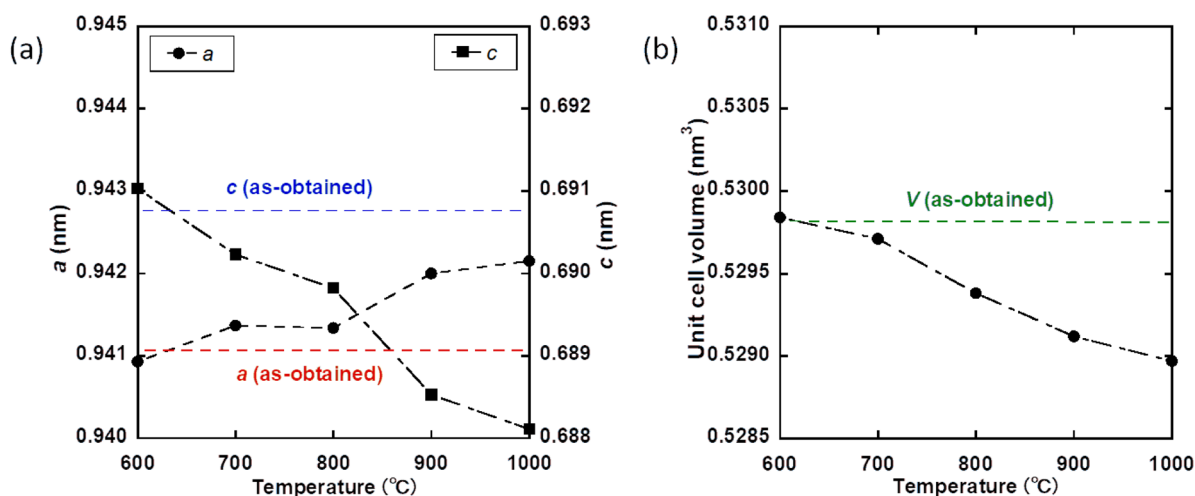 (a)
a
c
0.945
0.944
0.943
0.942
0.941
0.940
a (nm)
c (as-obtained)
a (as-obtained)
0.693
0.692
0.691
0.690
0.689
0.688
c (nm)
600 700 800 900 1000
Temperature (°C)
(b)
0.5310
0.5305
0.5300
0.5295
0.5290
0.5285
Unit cell volume (nm³)
V (as-obtained)
600 700 800 900 1000
Temperature (°C)